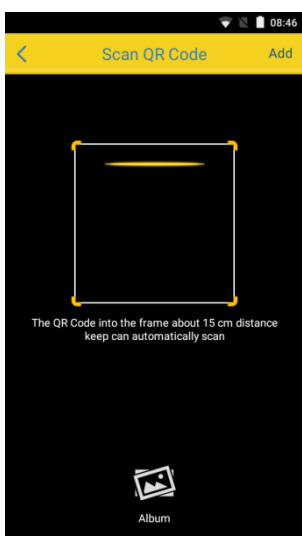 08:46
Scan QR Code Add
The QR Code into the frame about 15 cm distance
keep can automatically scan
Album